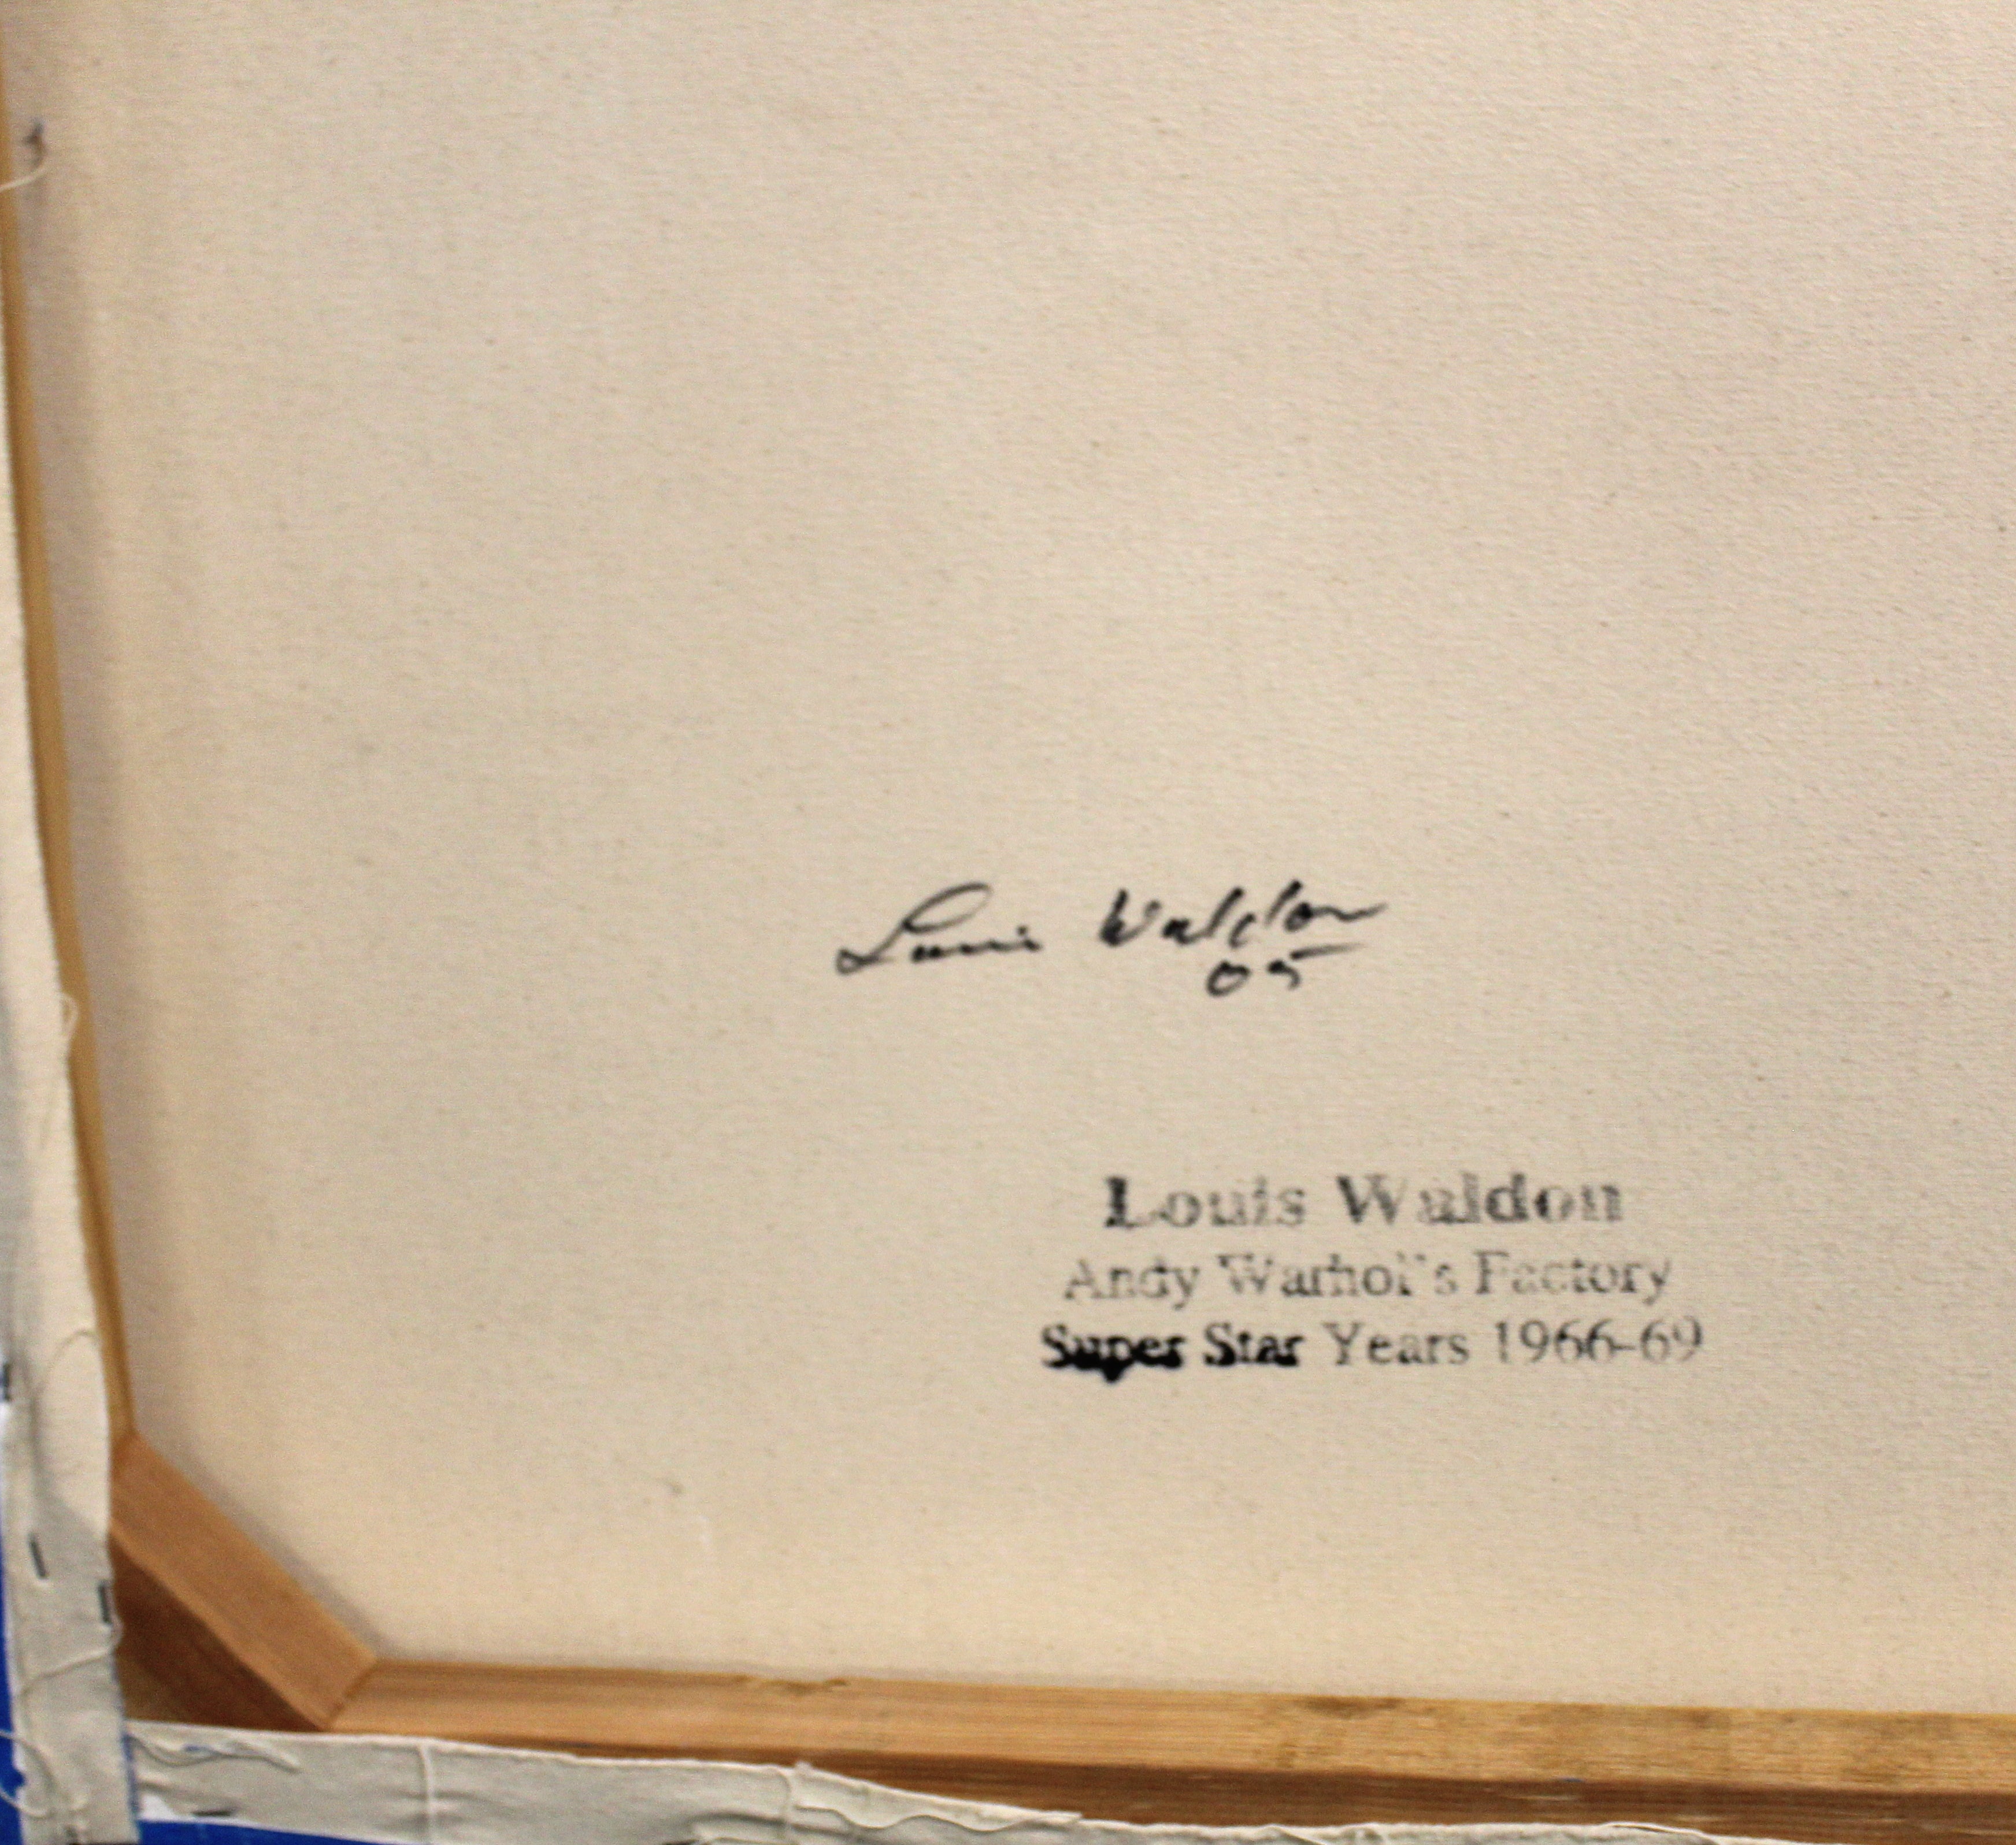 Louis Waldon
05
Louis Waldon
Andy Warhol's Factory
Super Star Years 1966-69